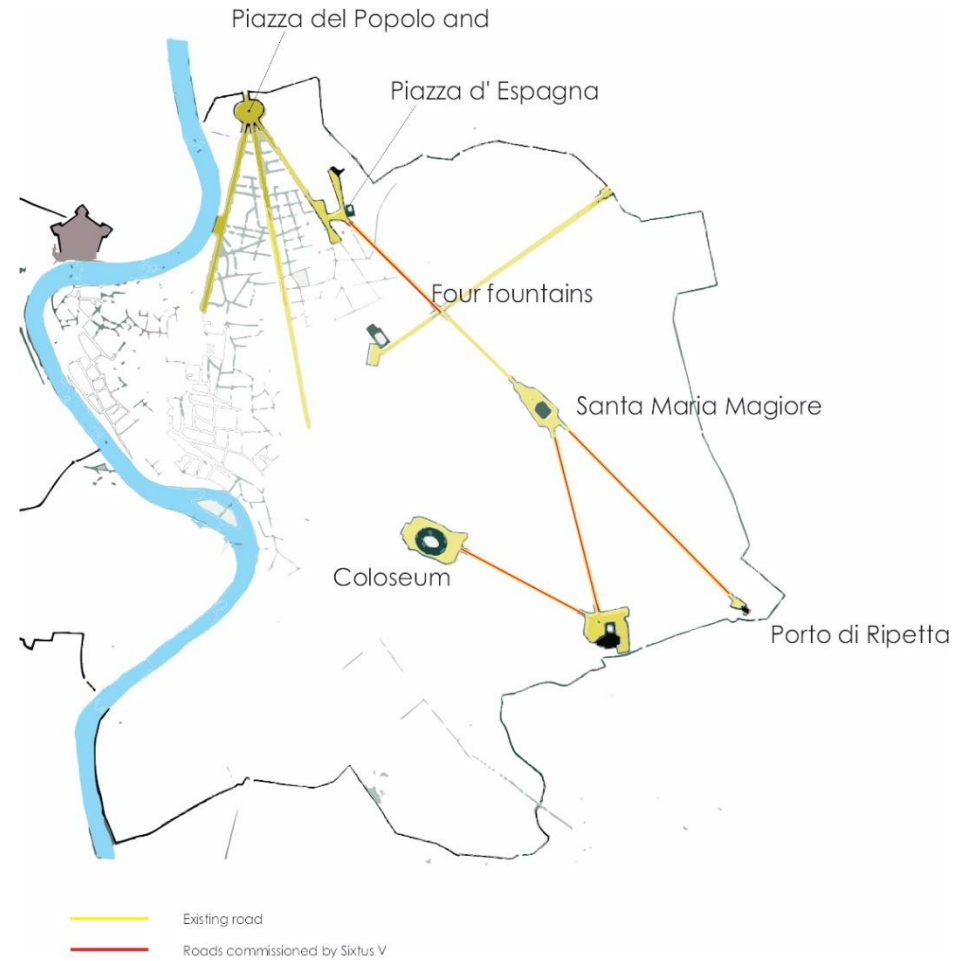 Piazza del Popolo and
Piazza d' Espagna
Four fountains
Santa Maria Magiore
Coloseum
Porto di Ripetta
Existing road
Roads commissioned by Sixtus V